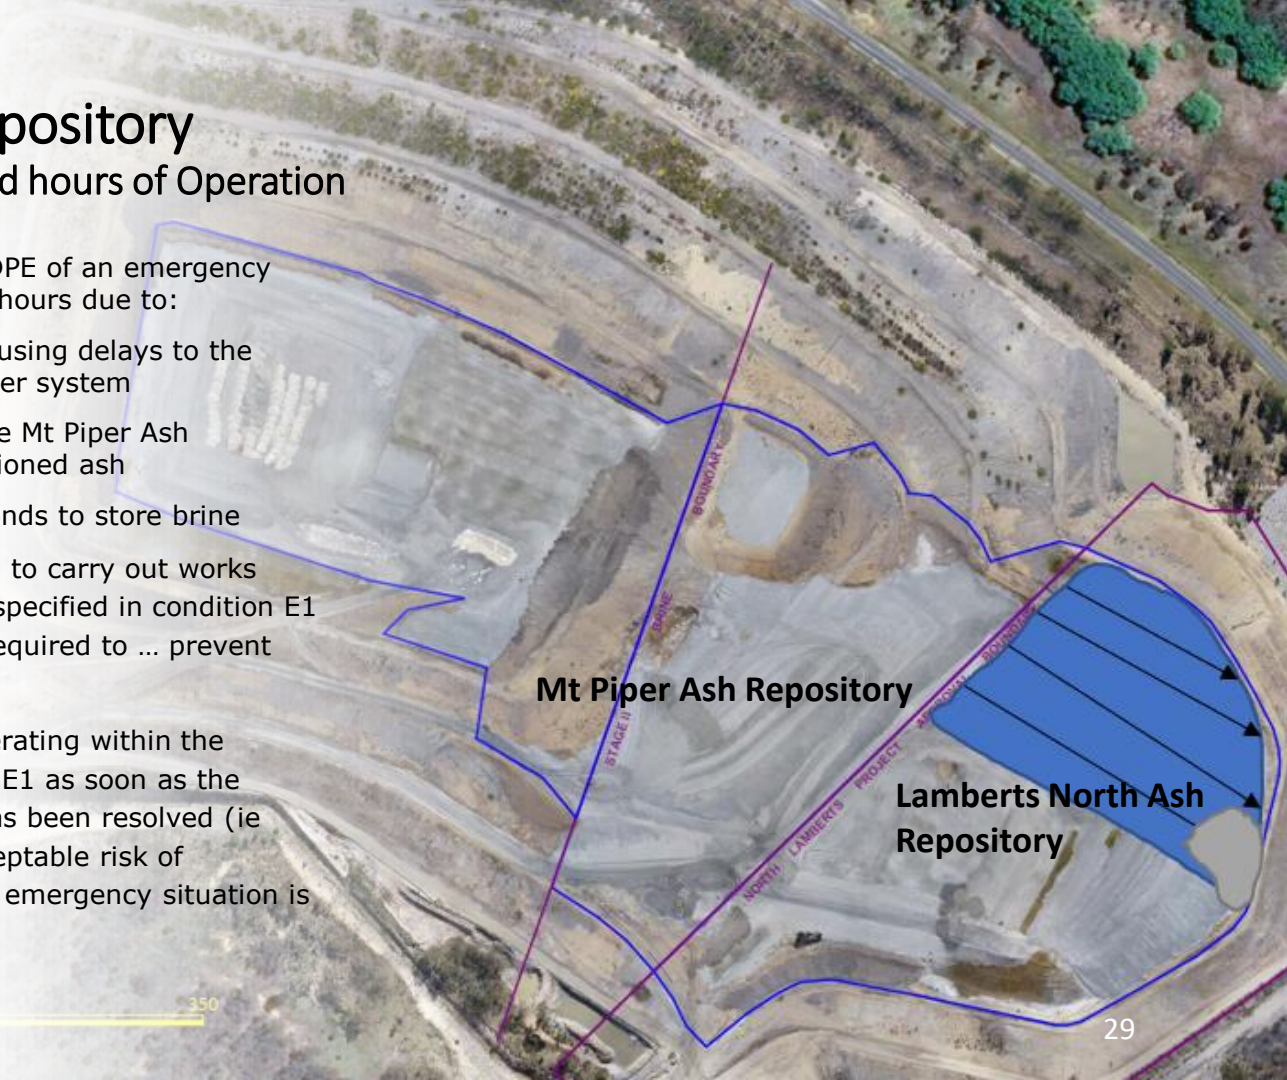 pository
d hours of Operation
OPE of an emergency
hours due to:
using delays to the
er system
e Mt Piper Ash
ioned ash
nds to store brine
to carry out works
specified in condition E1
equired to … prevent
erating within the
E1 as soon as the
as been resolved (ie
eptable risk of
emergency situation is
350
BOUNDARY
BRINE
STAGE II
Mt Piper Ash Repository
BOUNDARY
APPROVAL
PROJECT
LAMBERTS
NORTH
Lamberts North Ash
Repository
29